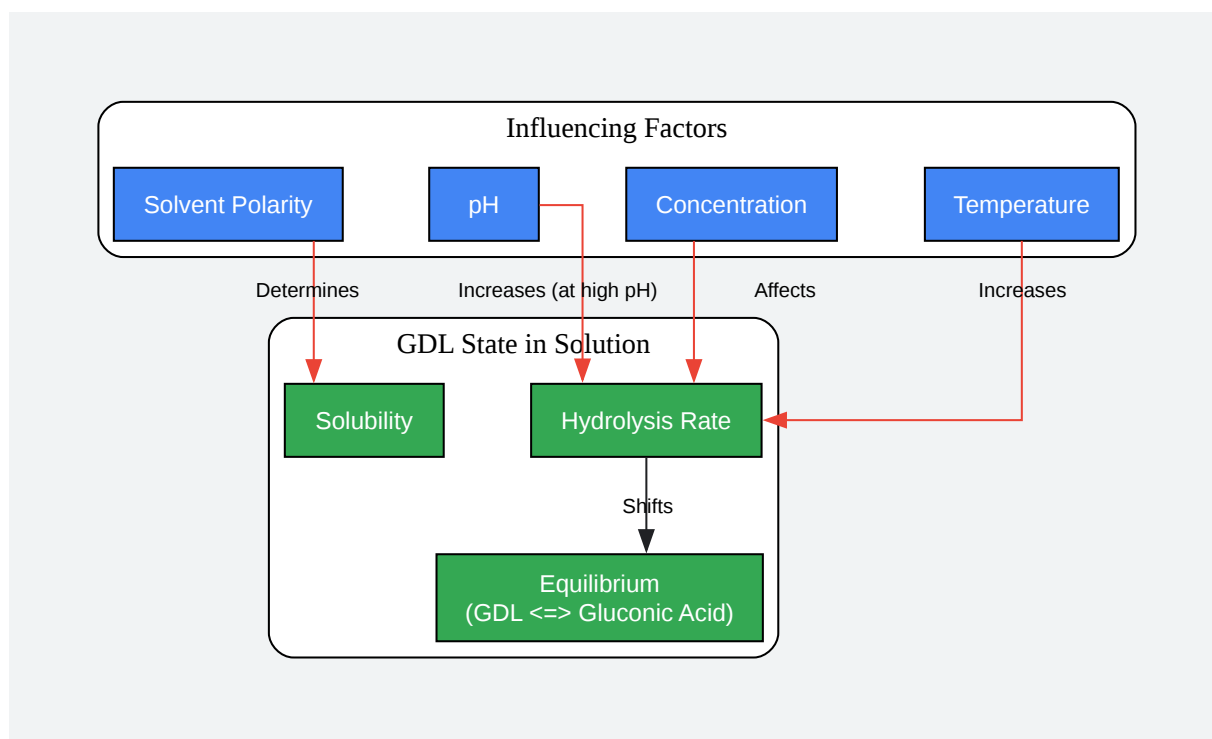 Influencing Factors
Solvent Polarity
pH
Concentration
Temperature
Determines
Increases (at high pH)
Affects
Increases
GDL State in Solution
Solubility
Hydrolysis Rate
Shifts
Equilibrium
(GDL <=> Gluconic Acid)